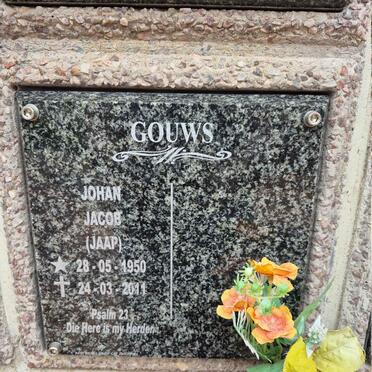 GOUWS
JOHAN
JACOB
(JAAP)
28 - 05 - 1950
24 - 03 - 2011
Psalm 23
Die Here is my Herder